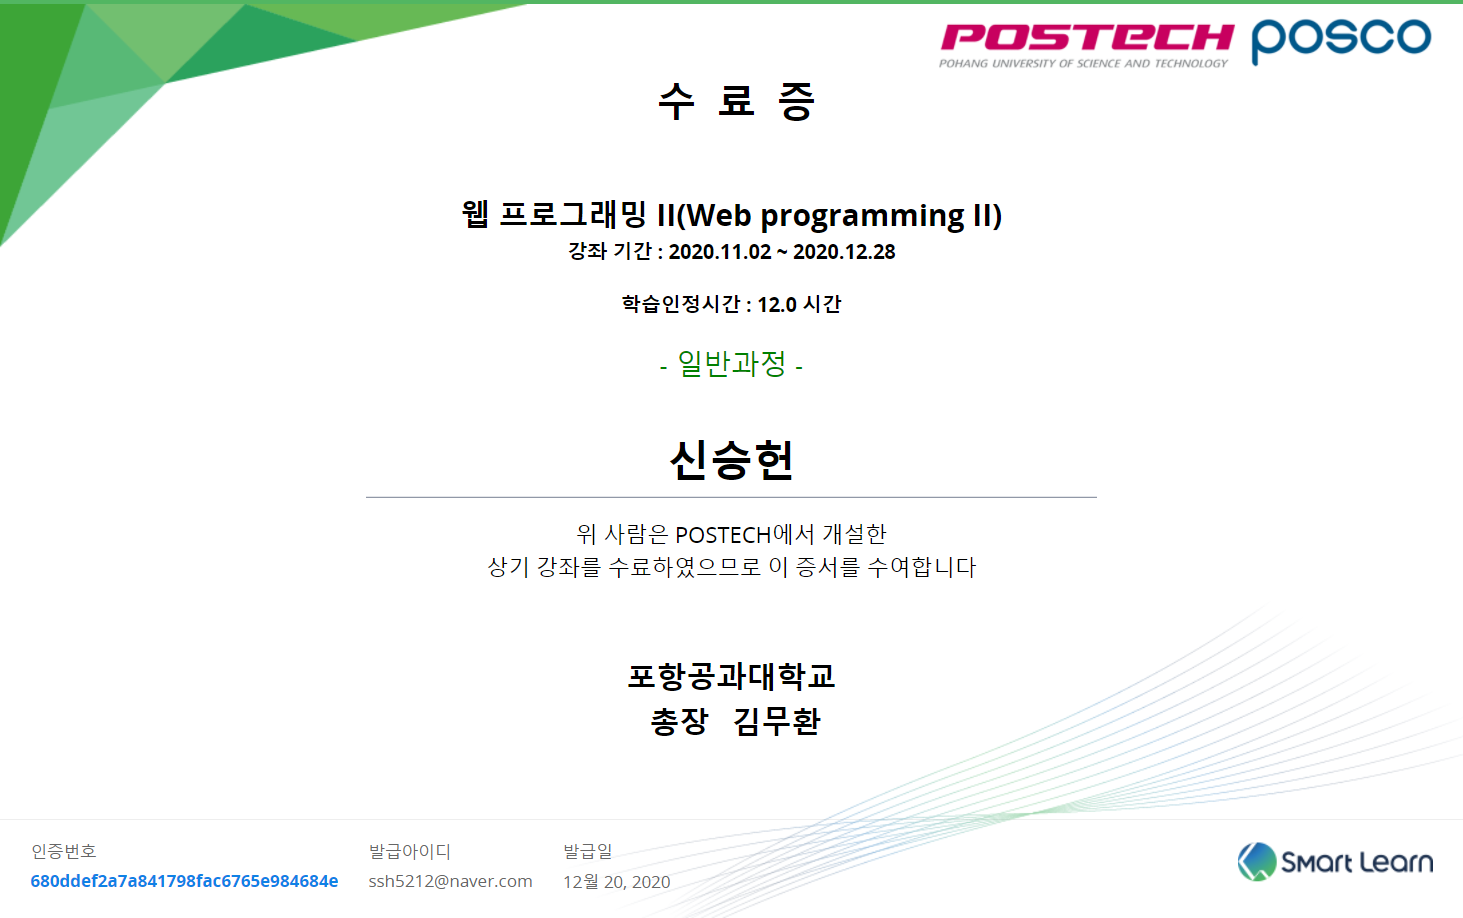 POSTECH posco
POHANG UNIVERSITY OF SCIENCE AND TECHNOLOGY
수 료 증
웹 프로그래밍 II(Web programming II)
강좌 기간 : 2020.11.02 ~ 2020.12.28
학습인정시간 : 12.0 시간
- 일반과정 -
신승헌
위 사람은 POSTECH에서 개설한
상기 강좌를 수료하였으므로 이 증서를 수여합니다
포항공과대학교
총장 김무환
인증번호 발급아이디 발급일
680ddef2a7a841798fac6765e984684e ssh5212@naver.com 12월 20, 2020
Smart Learn